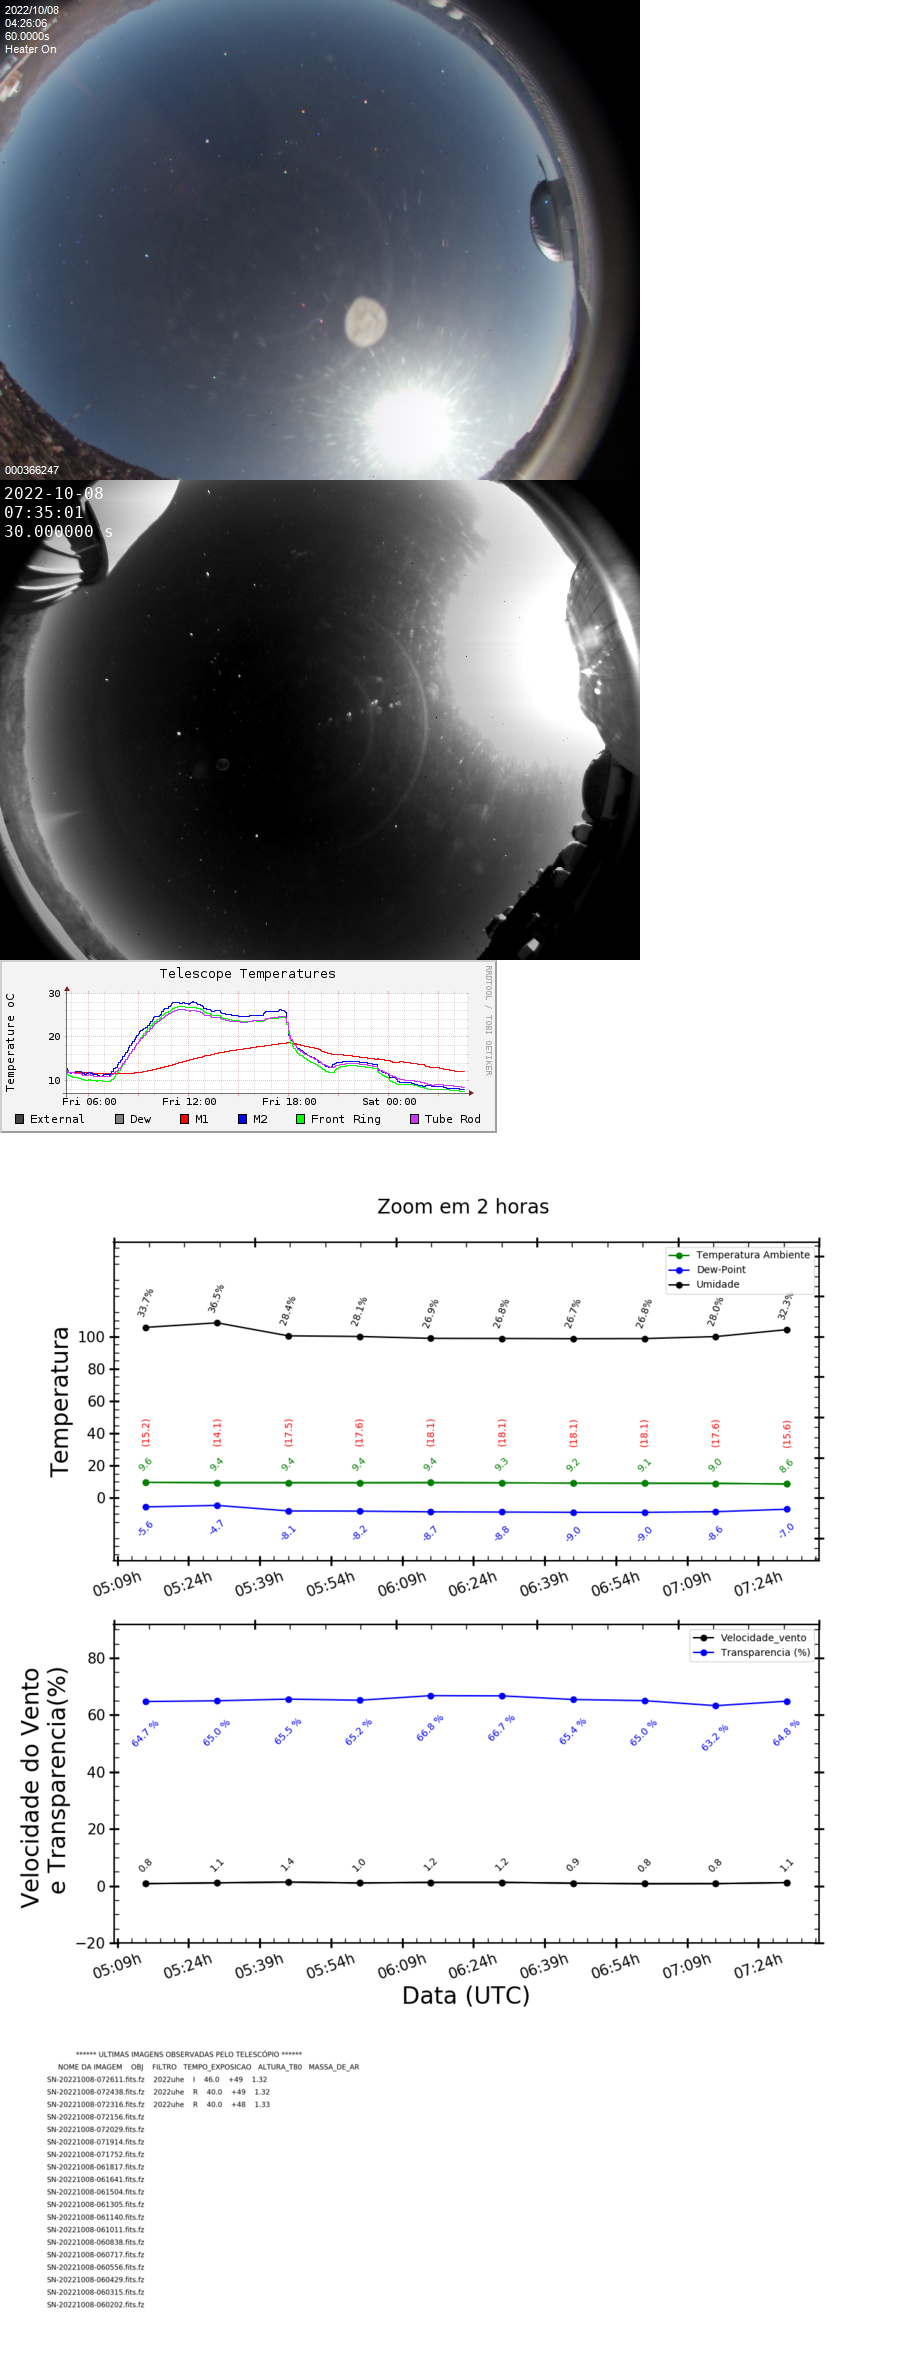 2022/10/08
04:26:06
60.0000s
Heater On
000366247
2022-10-08
07:35:01
30.000000 s
Telescope Temperatures
RRDTOOL / TOBI OETIKER
Temperature oC
30
20
10
Fri 06:00 Fri 12:00 Fri 18:00 Sat 00:00
External Dew M1 M2 Front Ring Tube Rod
Zoom em 2 horas
Temperatura Ambiente
Dew-Point
Umidade
33.7% 36.5% 28.4% 28.1% 26.9% 26.8% 26.7% 26.8% 28.0% 32.3%
Temperatura
100
80
60
40
20
0
(15.2) (14.1) (17.5) (17.6) (18.1) (18.1) (18.1) (18.1) (17.6) (15.6)
9.6 9.4 9.4 9.4 9.4 9.3 9.2 9.1 9.0 8.6
-5.6 -4.7 -8.1 -8.2 -8.7 -8.8 -9.0 -9.0 -8.6 -7.0
05:09h 05:24h 05:39h 05:54h 06:09h 06:24h 06:39h 06:54h 07:09h 07:24h
Velocidade_vento
Transparencia (%)
Velocidade do Vento
e Transparencia(%)
80
60
40
20
0
−20
64.7 % 65.0 % 65.5 % 65.2 % 66.8 % 66.7 % 65.4 % 65.0 % 63.2 % 64.8 %
0.8 1.1 1.4 1.0 1.2 1.2 0.9 0.8 0.8 1.1
05:09h 05:24h 05:39h 05:54h 06:09h 06:24h 06:39h 06:54h 07:09h 07:24h
Data (UTC)
****** ULTIMAS IMAGENS OBSERVADAS PELO TELESCÓPIO ******
NOME DA IMAGEM OBJ FILTRO TEMPO_EXPOSICAO ALTURA_T80 MASSA_DE_AR
SN-20221008-072611.fits.fz 2022uhe I 46.0 +49 1.32
SN-20221008-072438.fits.fz 2022uhe R 40.0 +49 1.32
SN-20221008-072316.fits.fz 2022uhe R 40.0 +48 1.33
SN-20221008-072156.fits.fz
SN-20221008-072029.fits.fz
SN-20221008-071914.fits.fz
SN-20221008-071752.fits.fz
SN-20221008-061817.fits.fz
SN-20221008-061641.fits.fz
SN-20221008-061504.fits.fz
SN-20221008-061305.fits.fz
SN-20221008-061140.fits.fz
SN-20221008-061011.fits.fz
SN-20221008-060838.fits.fz
SN-20221008-060717.fits.fz
SN-20221008-060556.fits.fz
SN-20221008-060429.fits.fz
SN-20221008-060315.fits.fz
SN-20221008-060202.fits.fz